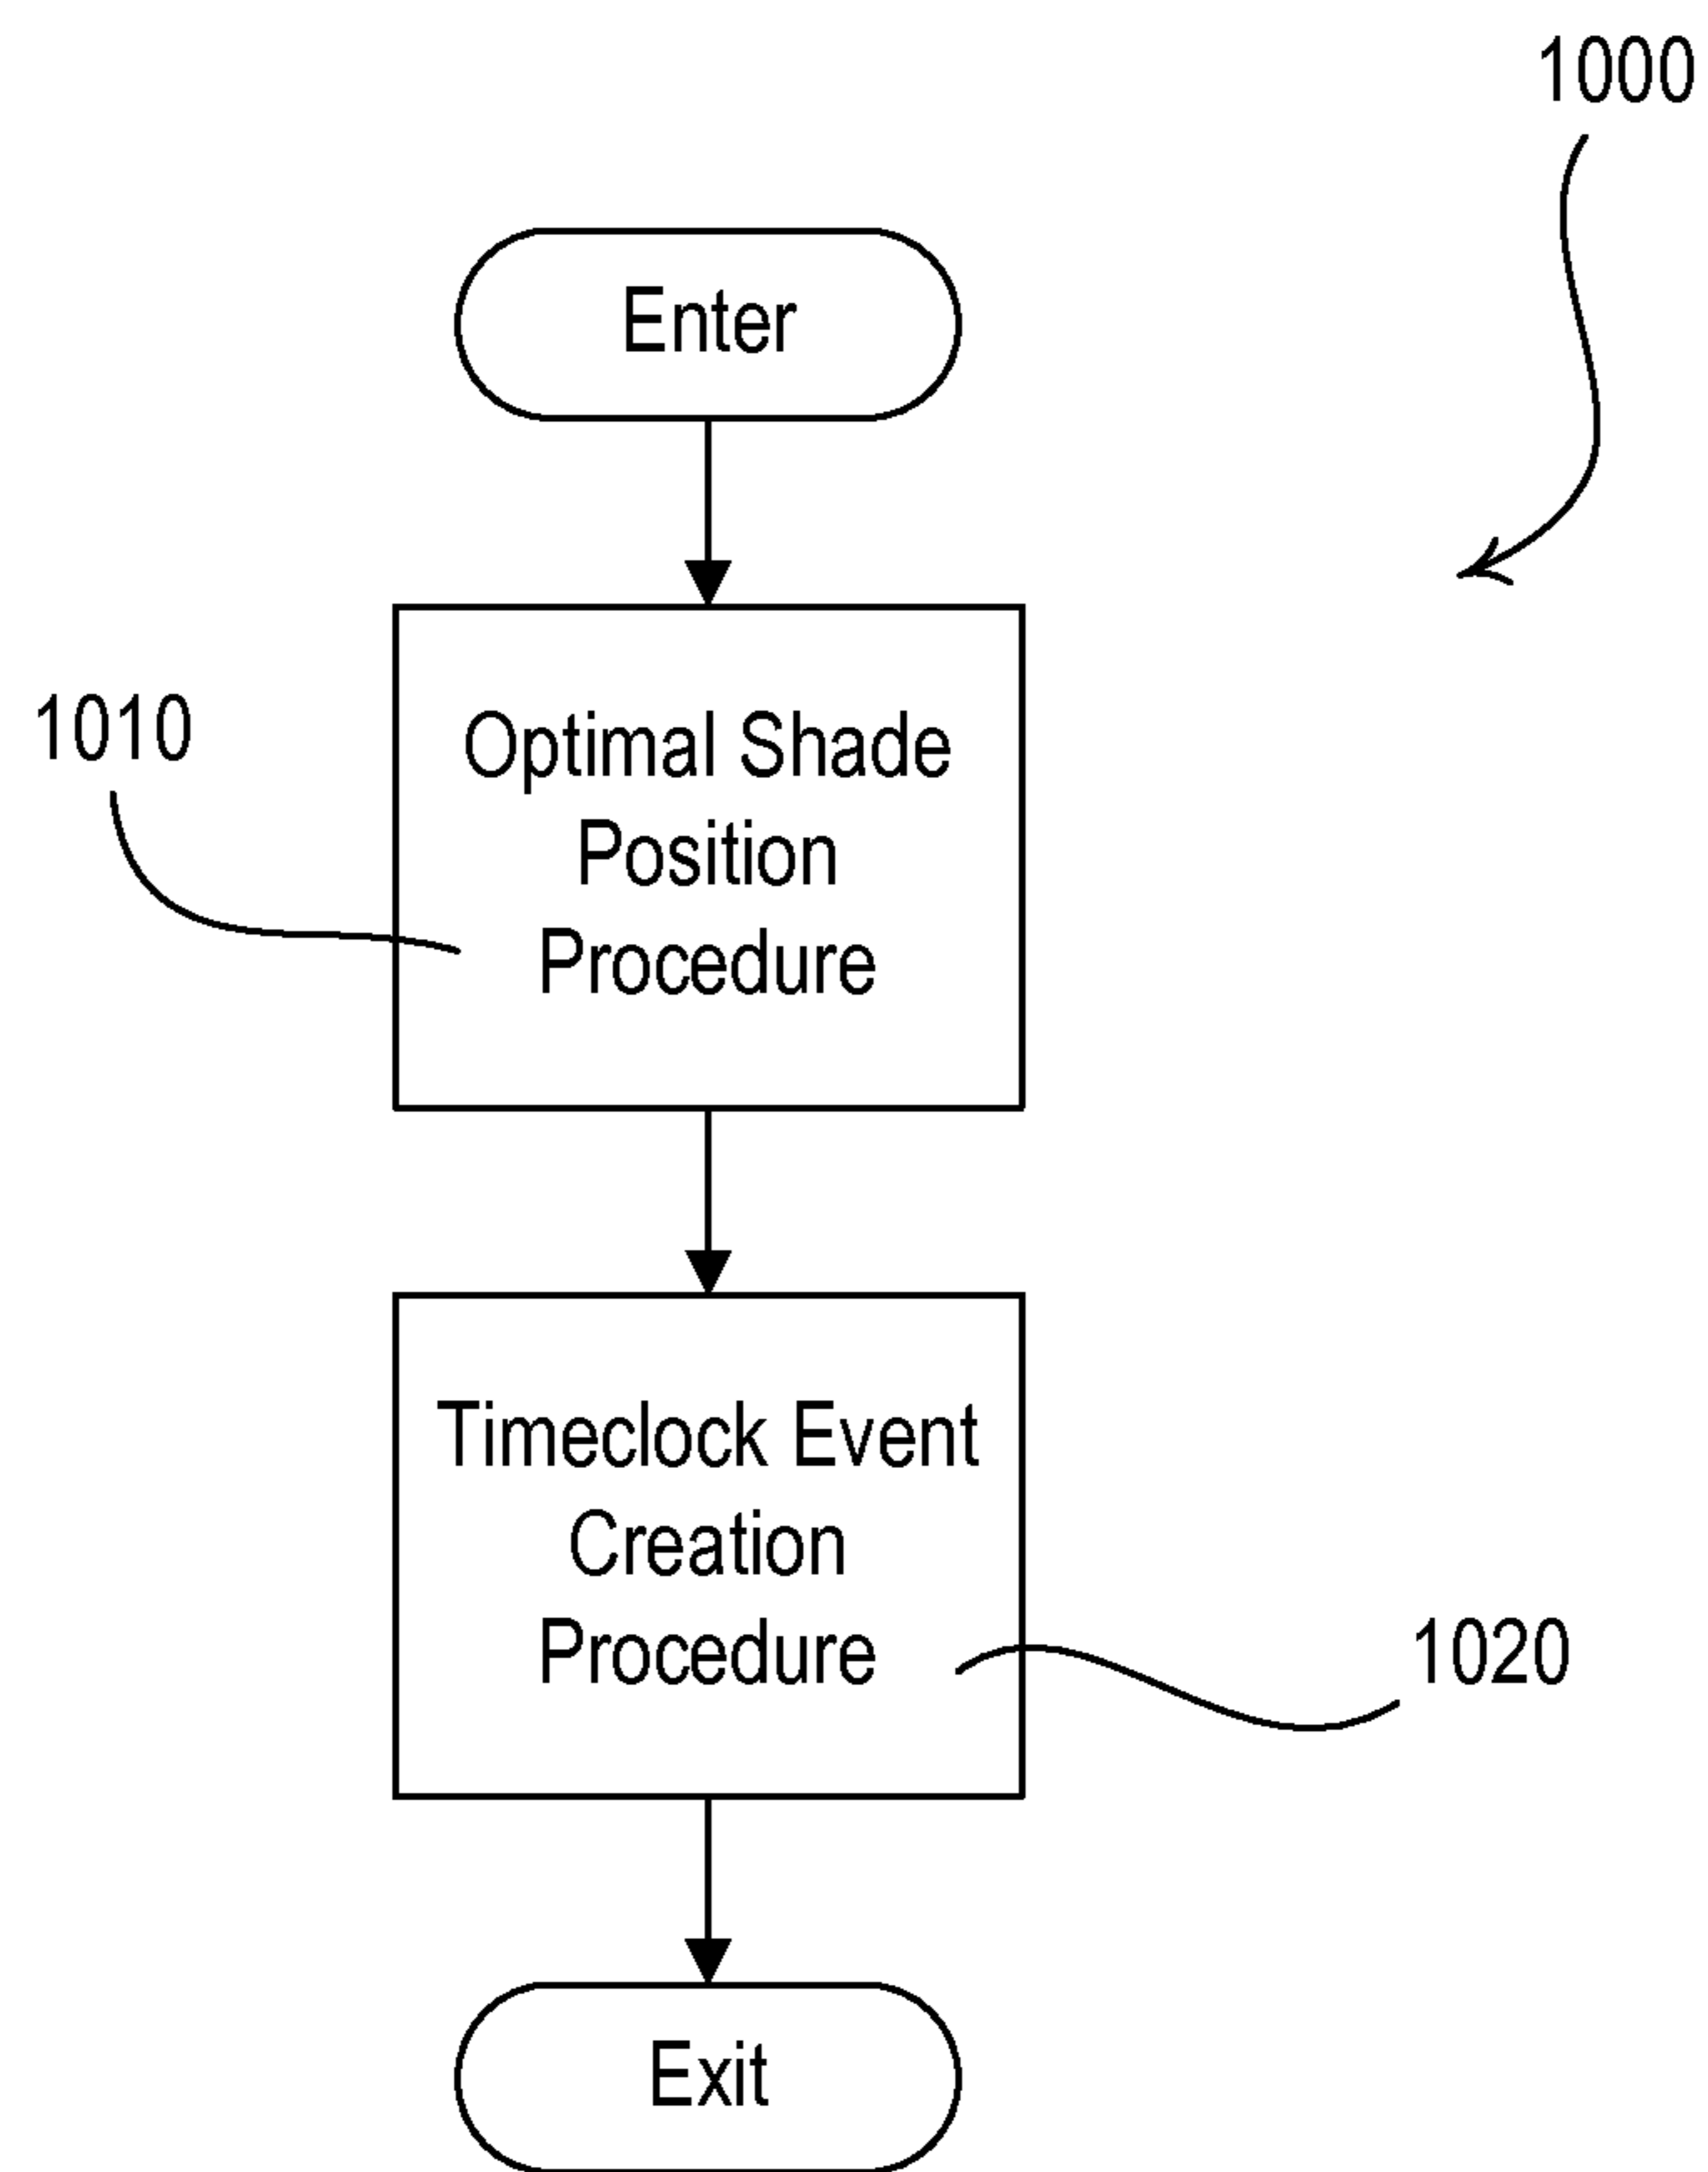 1000
Enter
1010
Optimal Shade
Position
Procedure
Timeclock Event
Creation
Procedure
1020
Exit